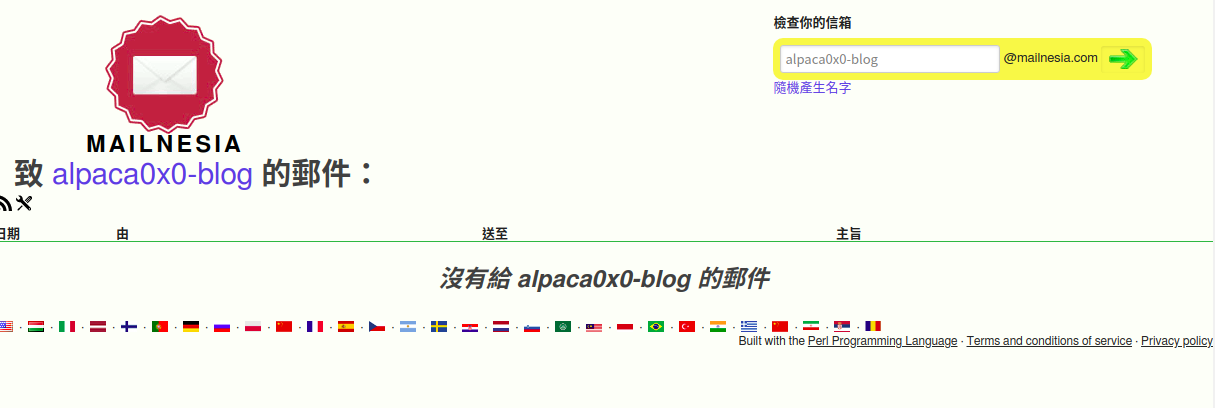 檢查你的信箱
alpaca0x0-blog @mailnesia.com
隨機產生名字
MAILNESIA
致 alpaca0x0-blog 的郵件：
日期 由 送至 主旨
沒有給 alpaca0x0-blog 的郵件
Built with the Perl Programming Language · Terms and conditions of service · Privacy policy